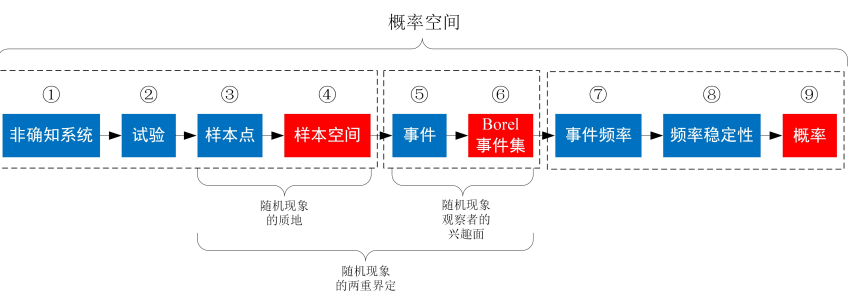 概率空间
① ② ③ ④ ⑤ ⑥ ⑦ ⑧ ⑨
非确知系统 试验 样本点 样本空间 事件 Borel 事件频率 频率稳定性 概率
事件集
随机现象
的质地
随机现象
观察者的
兴趣面
随机现象
的两重界定